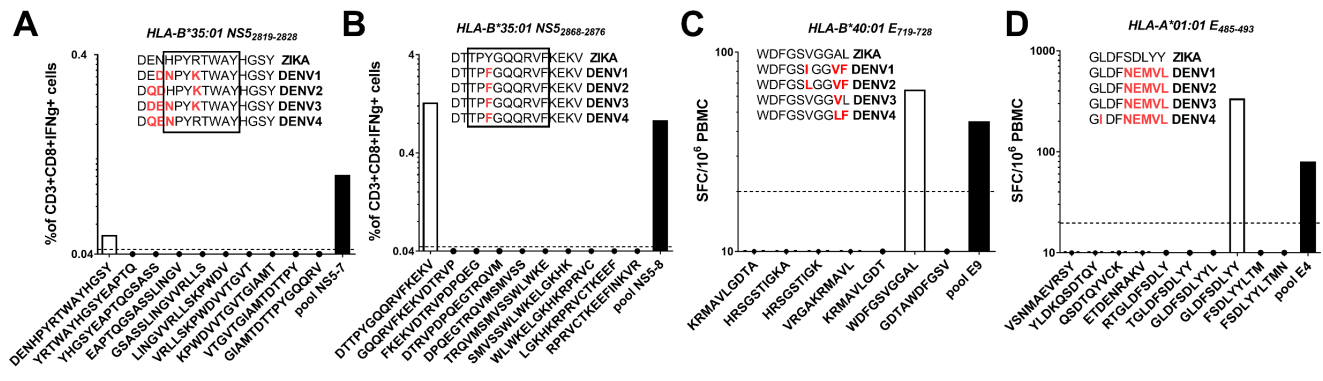 A
HLA-B*35:01 NS5₂₈₁₉₋₂₈₂₈
%of CD3+CD8+IFNg+ cells
0.4
0.04
DENHPYRTWAYHGSY ZIKA
DEDNPYKTWAYHGSY DENV1
DQDHPYKTWAYHGSY DENV2
DENPYKTWAYHGSY DENV3
DQENPYRTWAYHGSY DENV4
DENHPYRTWAYHGSY
YRTWAYHGSYEAPTQ
YHGSYEAPTQGSASS
EAPTQGSASSLINGV
GSASSLINGVVRLLS
LINGVVRLLSKPWDV
VRLLSKPWDVVTGVT
KPWDVVTGVTGIAMT
VTGVTGIAMTDTTPY
GIAMTDTTPYGQQRV
pool NS5-7
B
HLA-B*35:01 NS5₂₈₆₈₋₂₈₇₆
%of CD3+CD8+IFNg+ cells
4
0.4
0.04
DTTPYGQQRVFKEKV ZIKA
DTTPFGQQRVFKEKV DENV1
DTTPFGQQRVFKEKV DENV2
DTTPFGQQRVFKEKV DENV3
DTTPFGQQRVFKEKV DENV4
DTTPYGQQRVFKEKV
GQQRVFKEKVDTRVP
FKEKVDTRVPDPQEG
DTRVPDPQEGTRQVM
DPQEGTRQVMSMVSS
TRQVMSMVSSWLWKE
SMVSSWLWKELGKHK
WLWKELGKHKRPRVC
LGKHKRPRVCTKEEF
RPRVCTKEEFINKVR
pool NS5-8
C
HLA-B*40:01 E₇₁₉₋₇₂₈
SFC/10⁶ PBMC
100
10
WDFGSVGGAL ZIKA
WDFGSIGGVF DENV1
WDFGSLGGVF DENV2
WDFGSVGGVL DENV3
WDFGSVGGLF DENV4
KRMAVLGDTA
HRSGSTIGKA
HRSGSTIGK
VRGAKRMAVL
KRMAVLGDT
WDFGSVGGAL
GDTAWDFGSV
pool E9
D
HLA-A*01:01 E₄₈₅₋₄₉₃
SFC/10⁶ PBMC
1000
100
10
GLDFSDLYY ZIKA
GLDFNEMVL DENV1
GLDFNEMVL DENV2
GLDFNEMVL DENV3
GIDFNEMVL DENV4
VSNMAEVRSY
YLDKQSDTQY
QSDTQYVCK
ETDENRAKV
RTGLDFSDLY
TGLDFSDLYY
GLDFSDLYYL
GLDFSDLYY
FSDLYYLTM
FSDLYYLTMN
pool E4